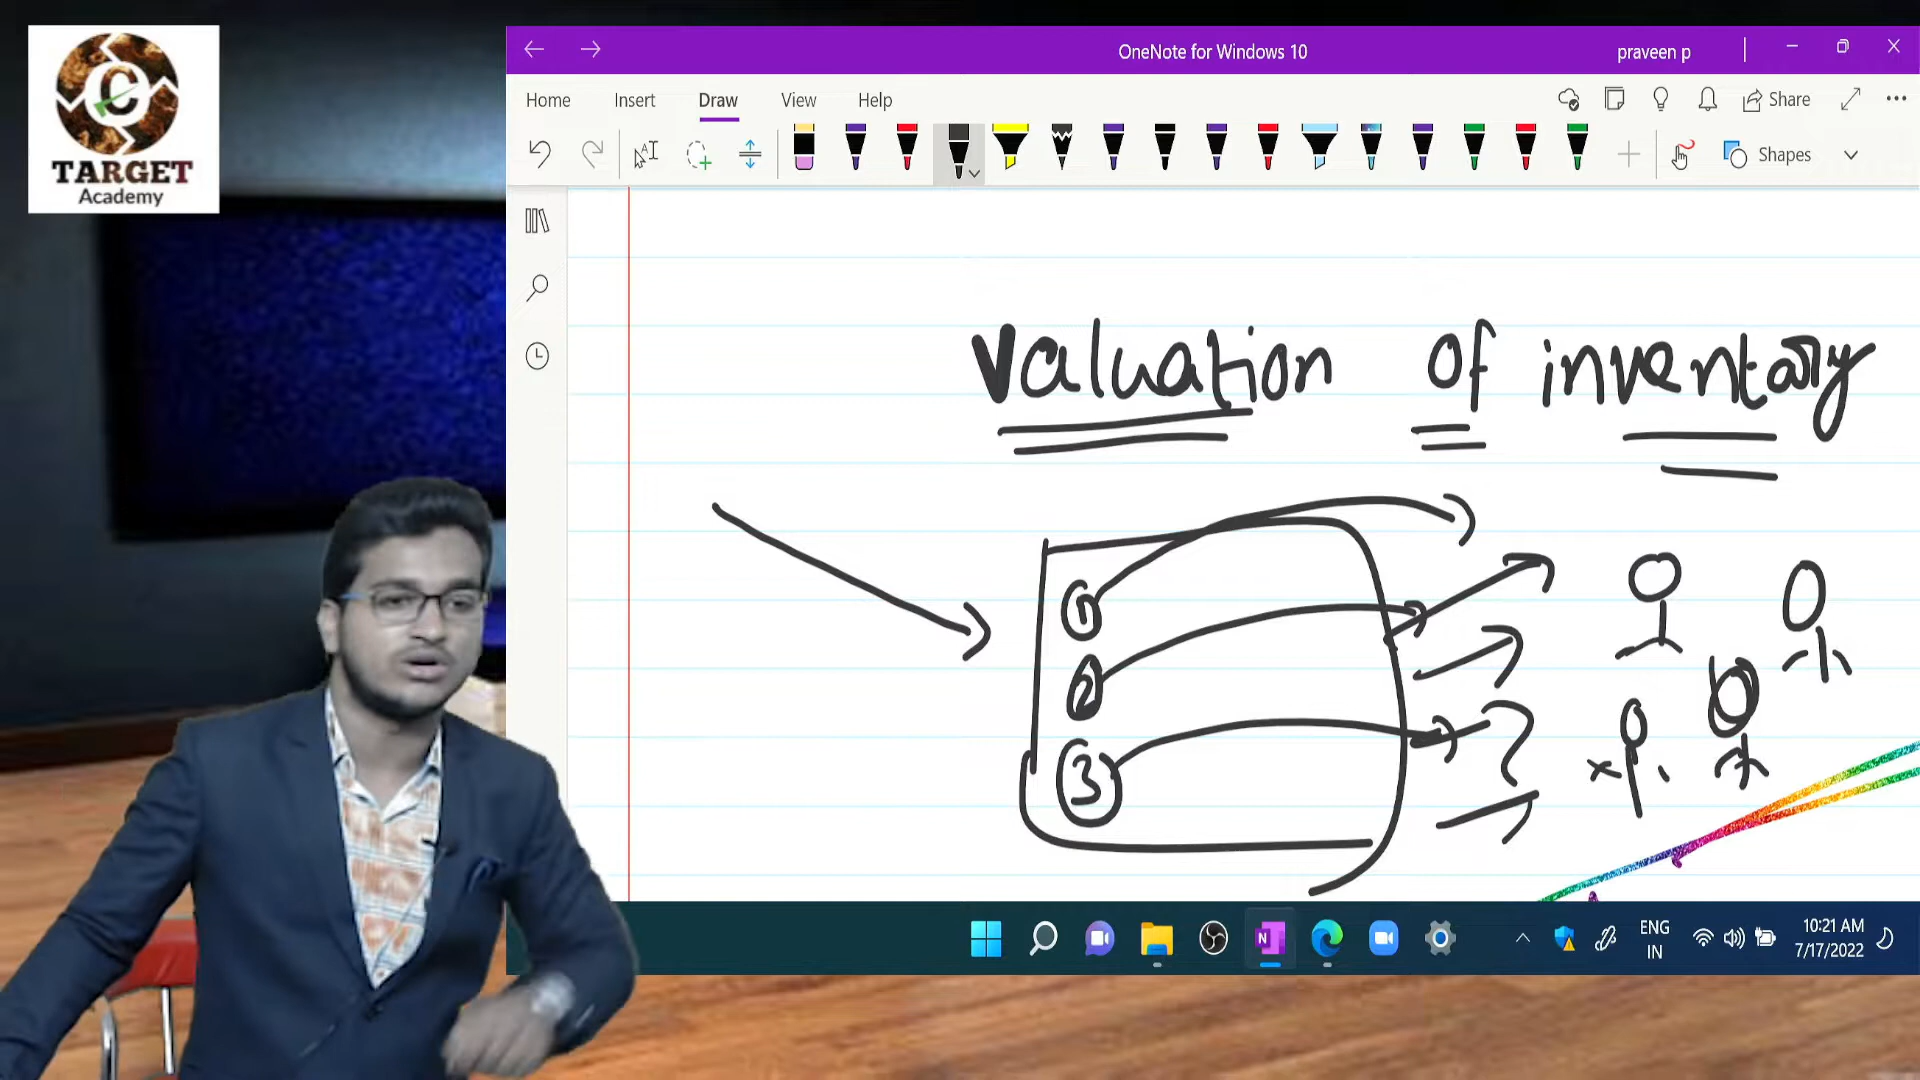 TARGET
Academy
OneNote for Windows 10
praveen p
Home Insert Draw View Help
Share
Shapes
Valuation of inventory
1
2
3
ENG
IN
10:21 AM
7/17/2022